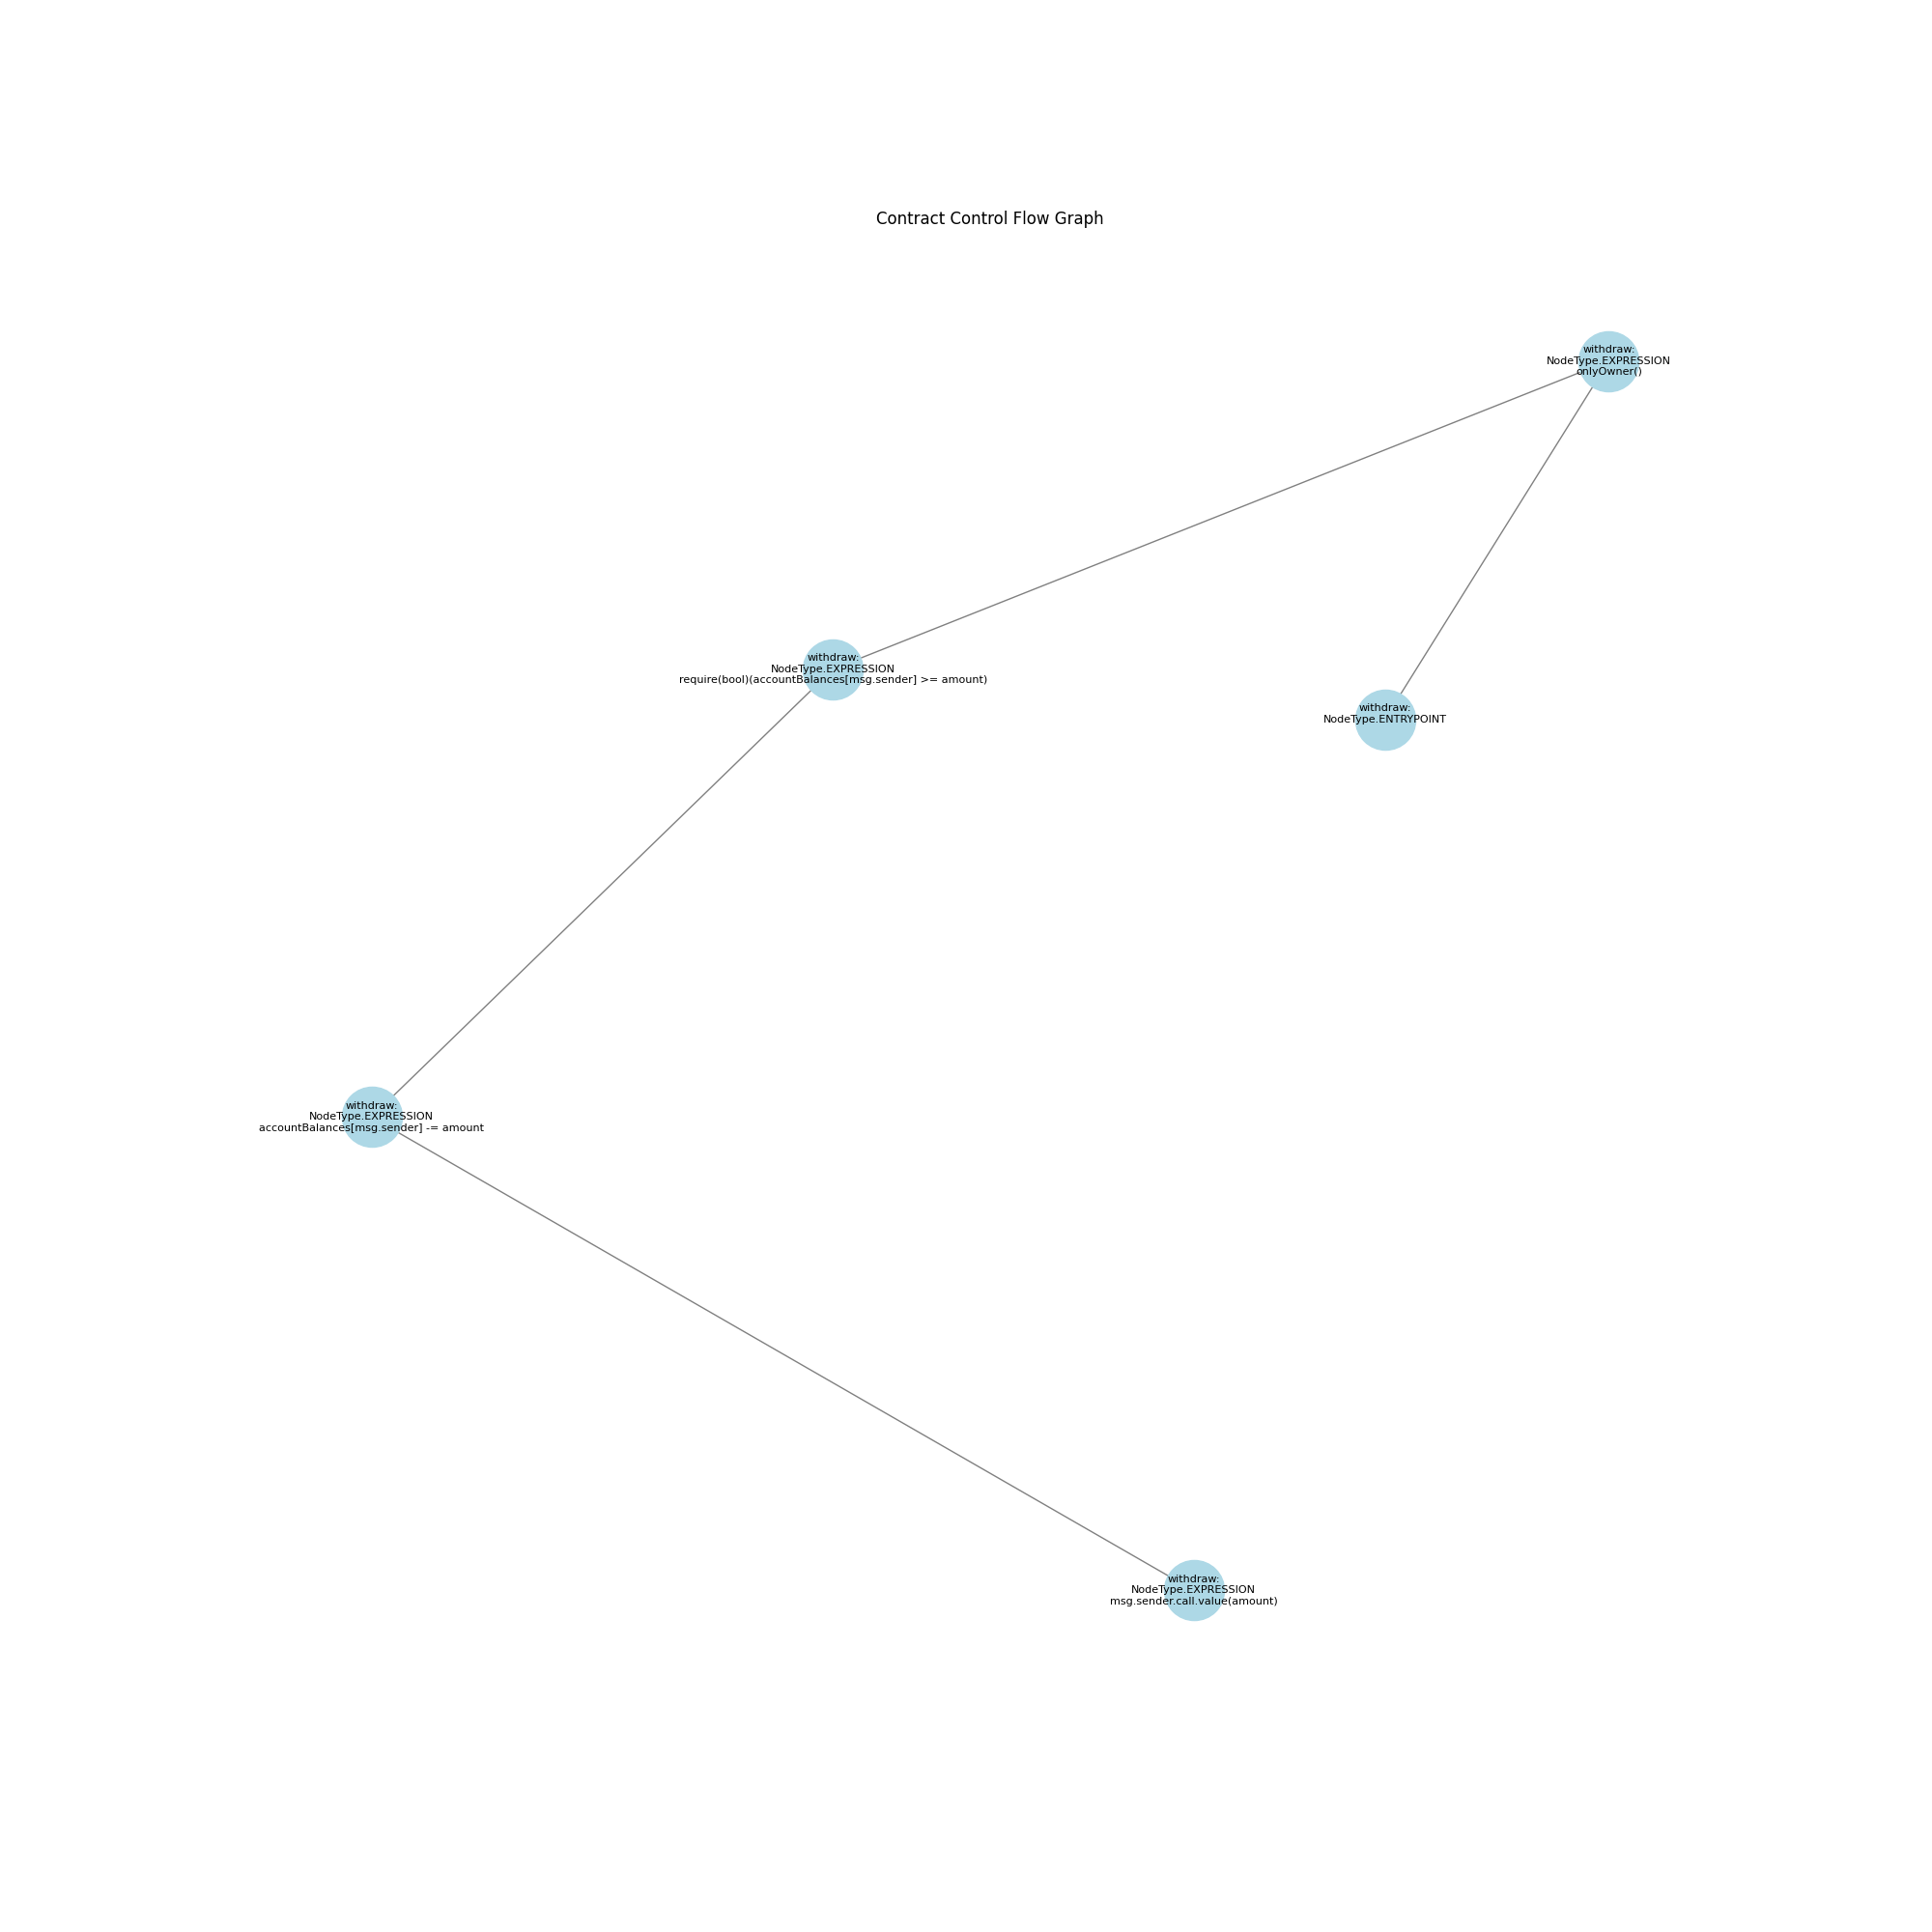 Contract Control Flow Graph
withdraw:
NodeType.EXPRESSION
onlyOwner()
withdraw:
NodeType.EXPRESSION
require(bool)(accountBalances[msg.sender] >= amount)
withdraw:
NodeType.ENTRYPOINT
withdraw:
NodeType.EXPRESSION
accountBalances[msg.sender] -= amount
withdraw:
NodeType.EXPRESSION
msg.sender.call.value(amount)